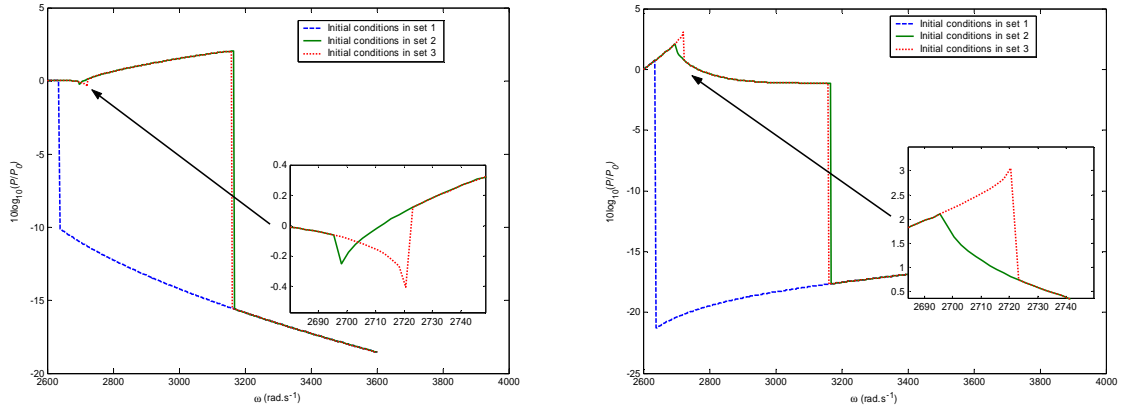 Initial conditions in set 1
Initial conditions in set 2
Initial conditions in set 3
5
0
-5
-10
-15
-20
10log10(P/P0)
2600 2800 3000 3200 3400 3600 3800 4000
ω (rad.s-1)
0.4
0.2
0
-0.2
-0.4
2690 2700 2710 2720 2730 2740
Initial conditions in set 1
Initial conditions in set 2
Initial conditions in set 3
5
0
-5
-10
-15
-20
-25
10log10(P/P0)
2600 2800 3000 3200 3400 3600 3800 4000
ω (rad.s-1)
3
2.5
2
1.5
1
0.5
2690 2700 2710 2720 2730 2740